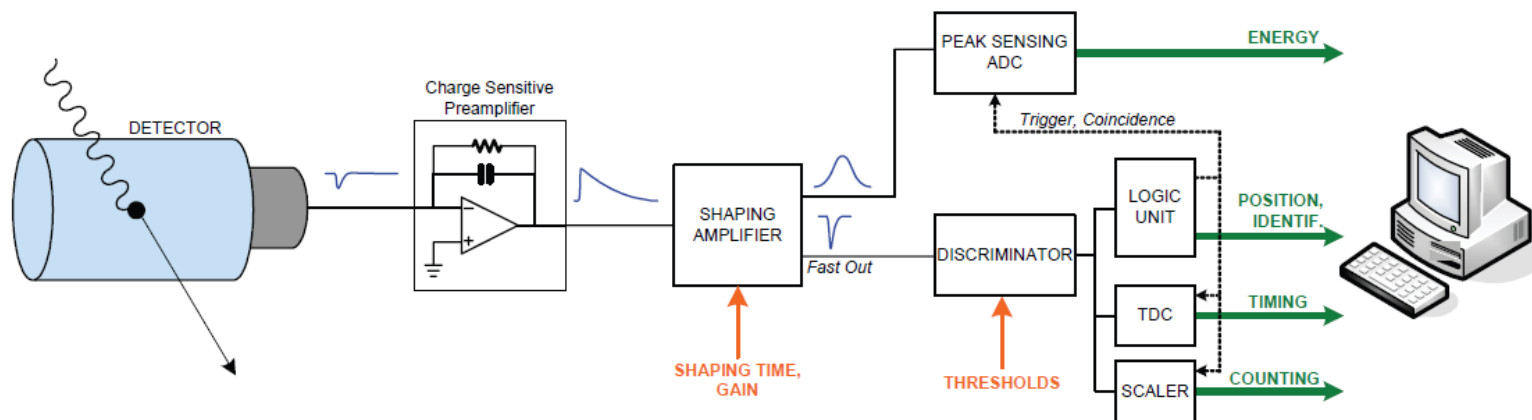 DETECTOR
Charge Sensitive
Preamplifier
SHAPING
AMPLIFIER
SHAPING TIME,
GAIN
Fast Out
PEAK SENSING
ADC
ENERGY
Trigger, Coincidence
DISCRIMINATOR
THRESHOLDS
LOGIC
UNIT
POSITION,
IDENTIF.
TDC
TIMING
SCALER
COUNTING